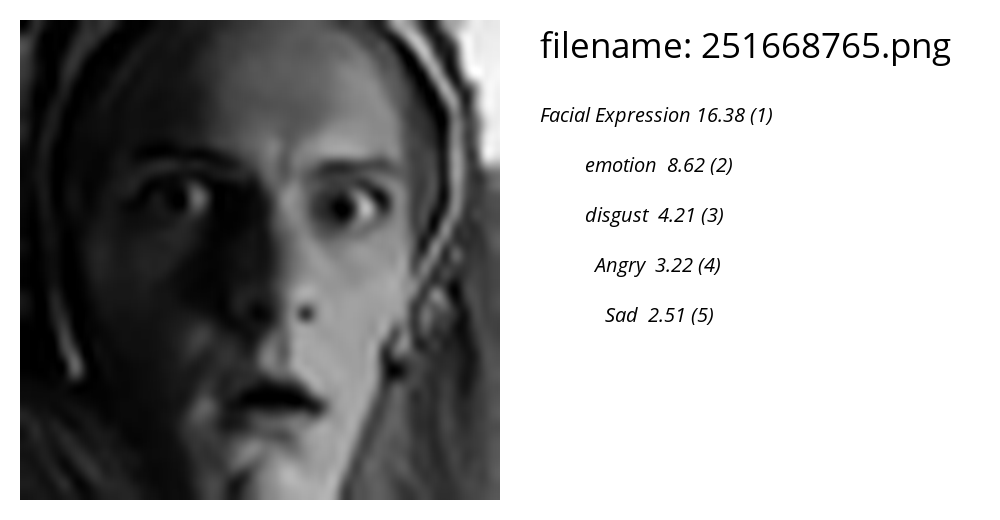 filename: 251668765.png
Facial Expression 16.38 (1)
emotion 8.62 (2)
disgust 4.21 (3)
Angry 3.22 (4)
Sad 2.51 (5)